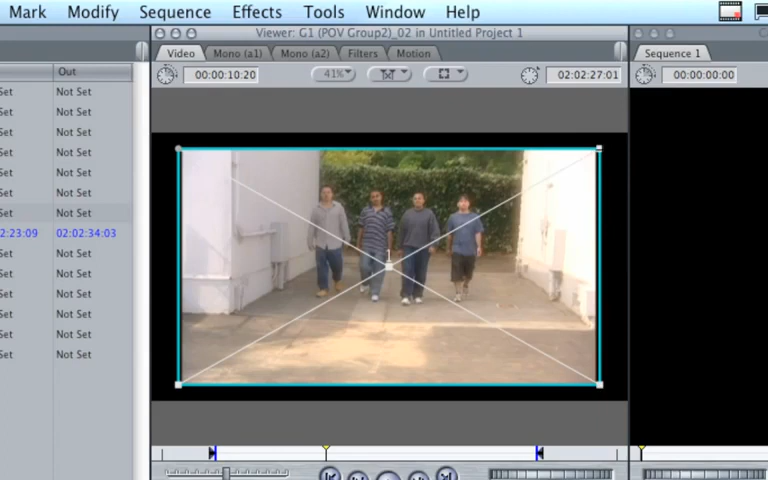 Mark Modify Sequence Effects Tools Window Help
Viewer: G1 (POV Group2)_02 in Untitled Project 1
Video Mono (a1) Mono (a2) Filters Motion Sequence 1
Out
00:00:10:20 41% 02:02:27:01 00:00:00:00
Set Not Set
Set Not Set
Set Not Set
Set Not Set
Set Not Set
Set Not Set
Set Not Set
2:23:09 02:02:34:03
Set Not Set
Set Not Set
Set Not Set
Set Not Set
Set Not Set
Set Not Set